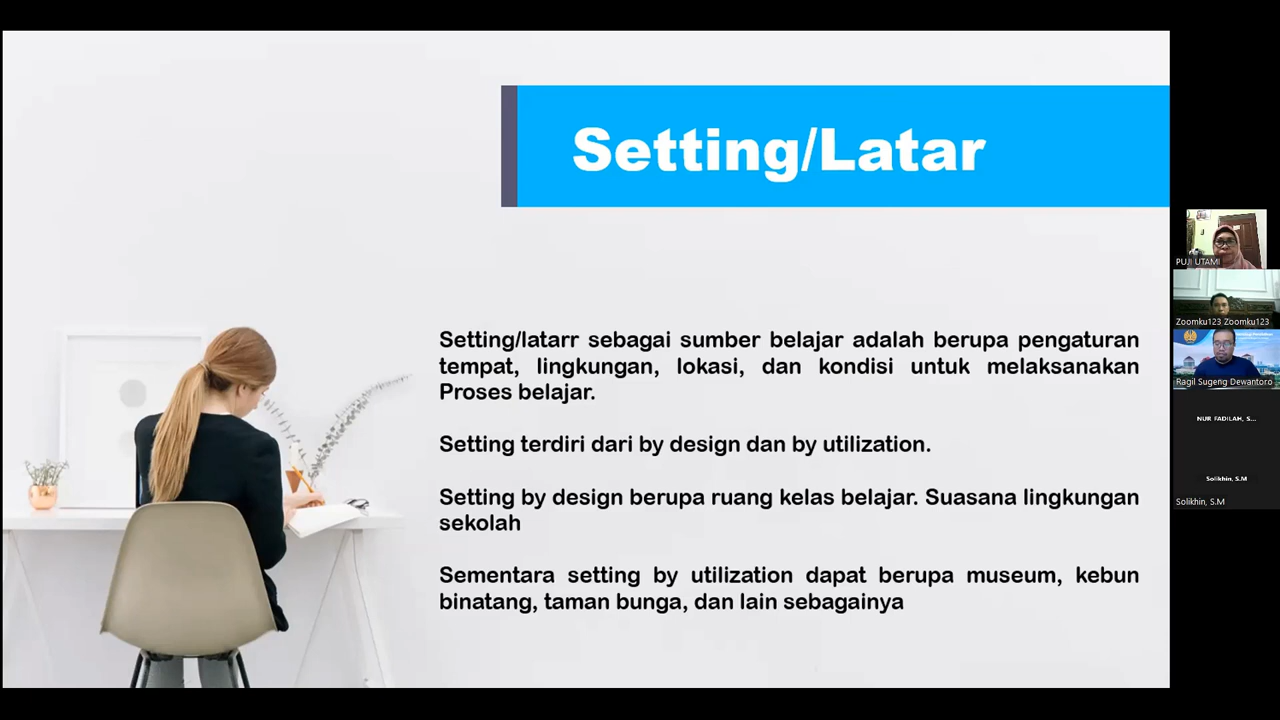 Setting/Latar
Setting/latarr sebagai sumber belajar adalah berupa pengaturan
tempat, lingkungan, lokasi, dan kondisi untuk melaksanakan
Proses belajar.
Setting terdiri dari by design dan by utilization.
Setting by design berupa ruang kelas belajar. Suasana lingkungan
sekolah
Sementara setting by utilization dapat berupa museum, kebun
binatang, taman bunga, dan lain sebagainya
PUJI UTAMI
Zoomku123 Zoomku123
Ragil Sugeng Dewantoro
NUR FADILAH, S...
Solikhin, S.M
Solikhin, S.M